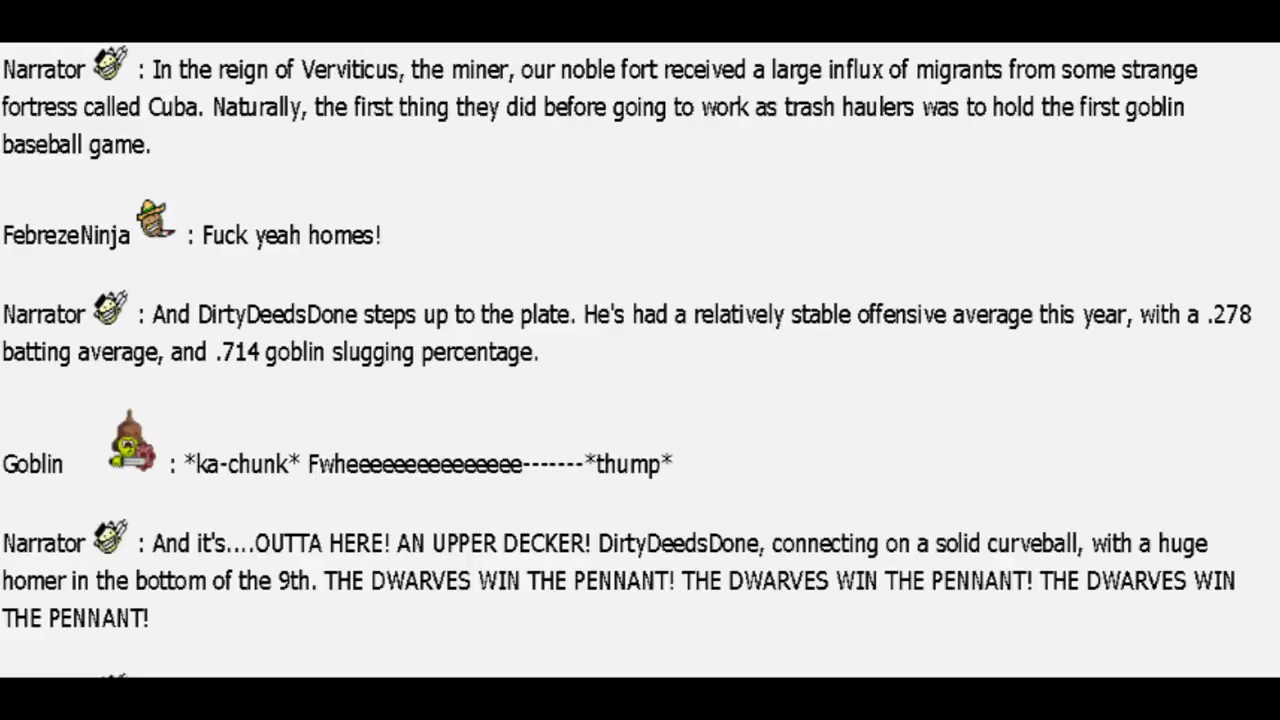 Narrator : In the reign of Verviticus, the miner, our noble fort received a large influx of migrants from some strange
fortress called Cuba. Naturally, the first thing they did before going to work as trash haulers was to hold the first goblin
baseball game.
FebrezeNinja : Fuck yeah homes!
Narrator : And DirtyDeedsDone steps up to the plate. He's had a relatively stable offensive average this year, with a .278
batting average, and .714 goblin slugging percentage.
Goblin : *ka-chunk* Fwheeeeeeeeeeeeeee-------*thump*
Narrator : And it's....OUTTA HERE! AN UPPER DECKER! DirtyDeedsDone, connecting on a solid curveball, with a huge
homer in the bottom of the 9th. THE DWARVES WIN THE PENNANT! THE DWARVES WIN THE PENNANT! THE DWARVES WIN
THE PENNANT!